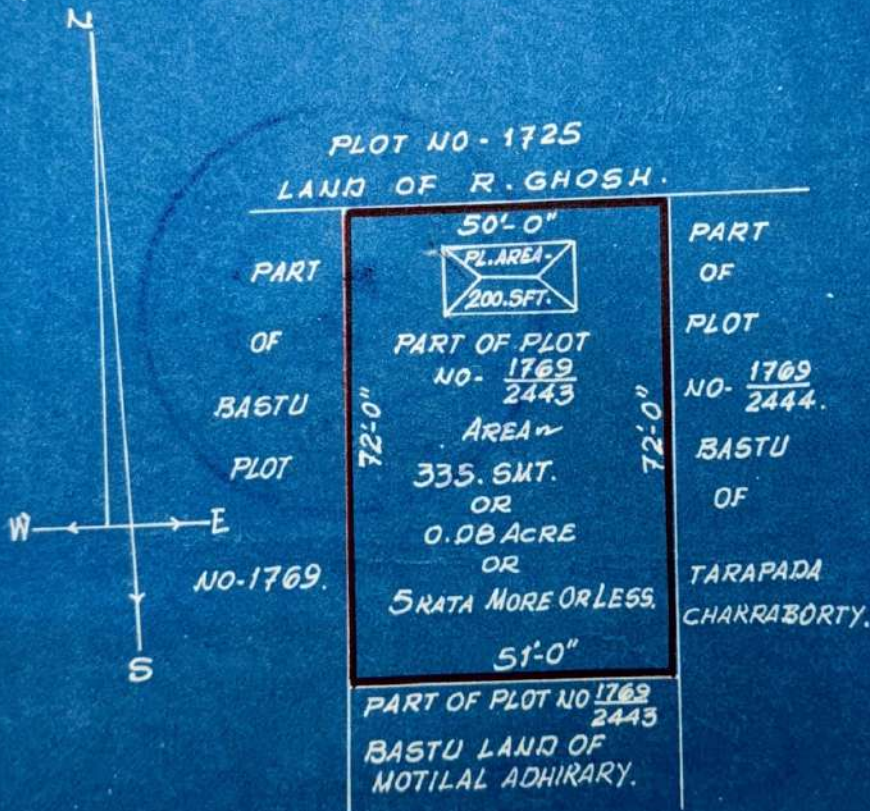 N
PLOT NO - 1725
LAND OF R. GHOSH.
50'-0"
PL. AREA-
200.SFT.
PART
OF
BASTU
PLOT
NO-1769.
PART OF PLOT
NO- 1769/2443
AREA~
335. SMT.
OR
0.08 ACRE
OR
5 KATA MORE OR LESS.
72'-0"
72'-0"
51'-0"
PART
OF
PLOT
NO- 1769/2444.
BASTU
OF
TARAPADA
CHAKRABORTY.
W
E
S
PART OF PLOT NO 1769/2443
BASTU LAND OF
MOTILAL ADHIKARY.